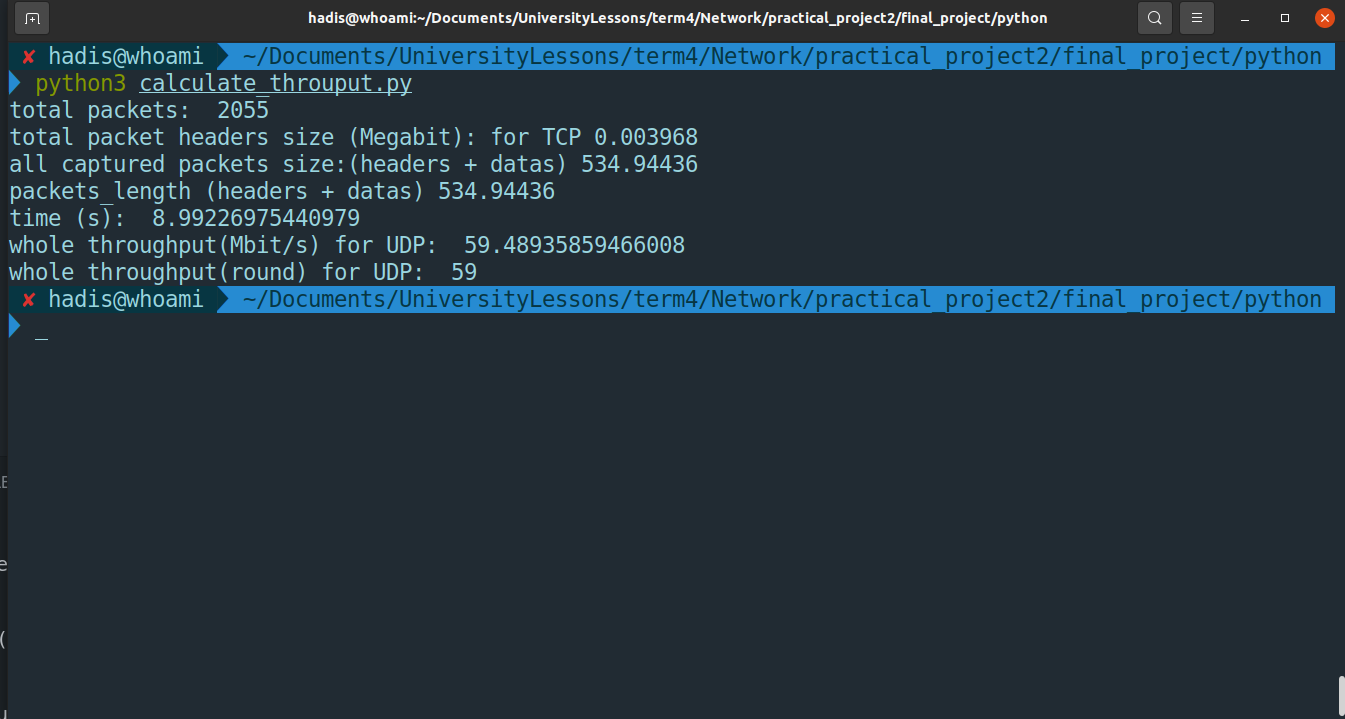 hadis@whoami:~/Documents/UniversityLessons/term4/Network/practical_project2/final_project/python
✘ hadis@whoami ~/Documents/UniversityLessons/term4/Network/practical_project2/final_project/python
python3 calculate_throuput.py
total packets:  2055
total packet headers size (Megabit): for TCP 0.003968
all captured packets size:(headers + datas) 534.94436
packets_length (headers + datas) 534.94436
time (s):  8.99226975440979
whole throughput(Mbit/s) for UDP:  59.48935859466008
whole throughput(round) for UDP:  59
✘ hadis@whoami ~/Documents/UniversityLessons/term4/Network/practical_project2/final_project/python
_